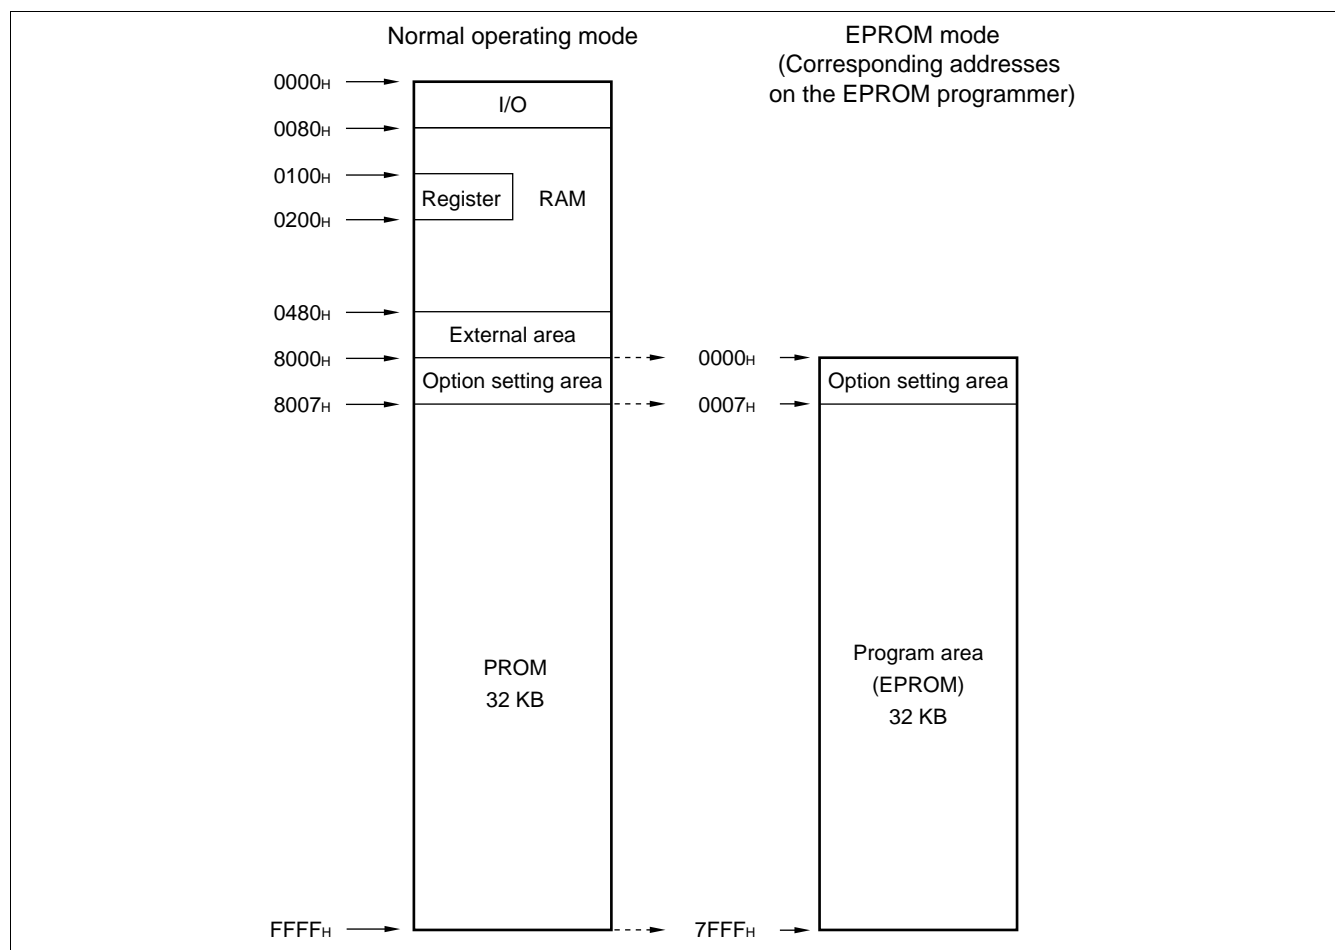 Normal operating mode
EPROM mode
(Corresponding addresses
on the EPROM programmer)
0000H
I/O
0080H
0100H
Register
RAM
0200H
0480H
External area
8000H
0000H
Option setting area
Option setting area
8007H
0007H
PROM
32 KB
Program area
(EPROM)
32 KB
FFFFH
7FFFH